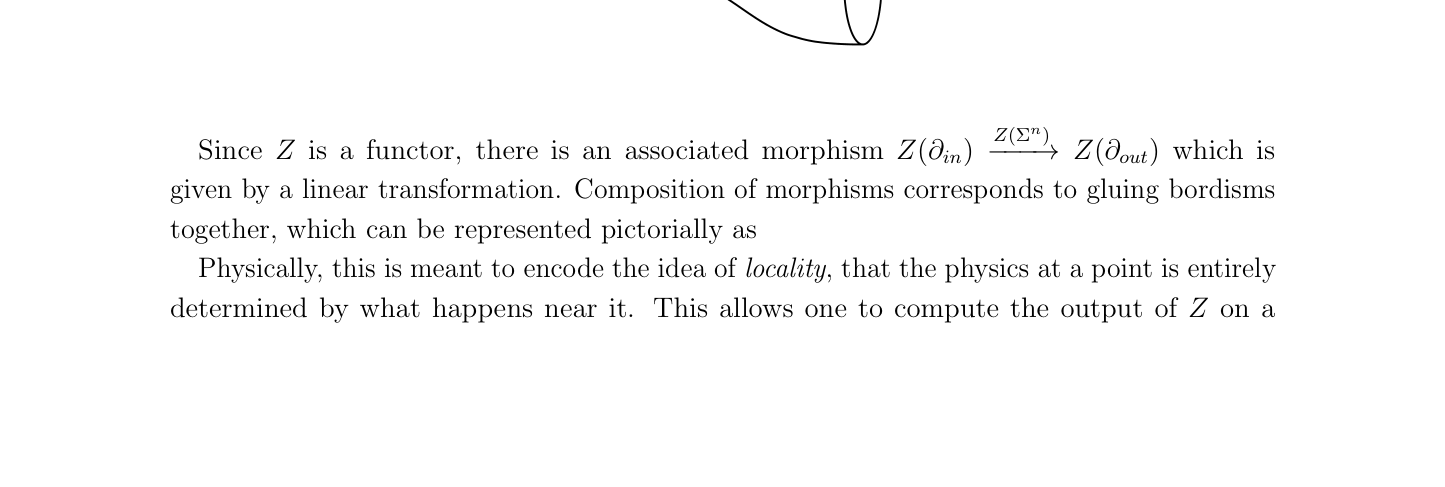 Since Z is a functor, there is an associated morphism Z(∂_{in}) \xrightarrow{Z(Σ^n)} Z(∂_{out}) which is
given by a linear transformation. Composition of morphisms corresponds to gluing bordisms
together, which can be represented pictorially as
Physically, this is meant to encode the idea of locality, that the physics at a point is entirely
determined by what happens near it. This allows one to compute the output of Z on a